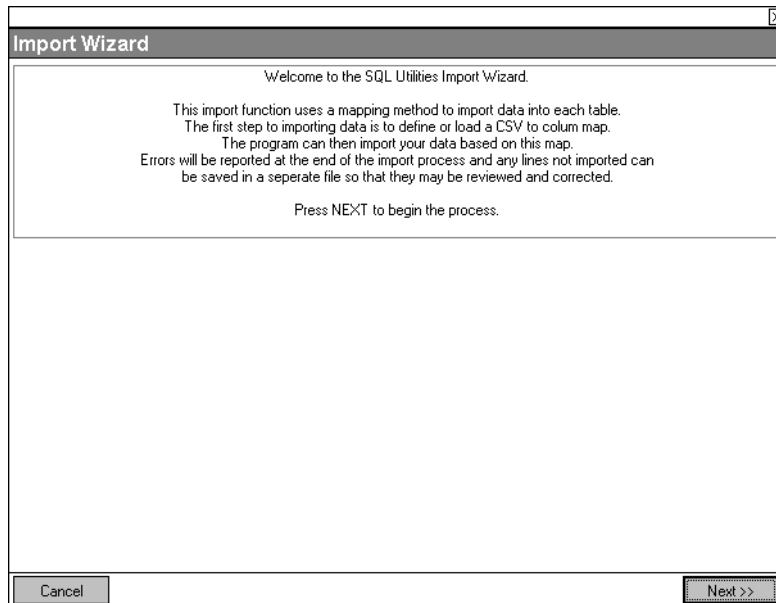 Import Wizard
Welcome to the SQL Utilities Import Wizard.
This import function uses a mapping method to import data into each table.
The first step to importing data is to define or load a CSV to colum map.
The program can then import your data based on this map.
Errors will be reported at the end of the import process and any lines not imported can
be saved in a seperate file so that they may be reviewed and corrected.
Press NEXT to begin the process.
Cancel
Next >>